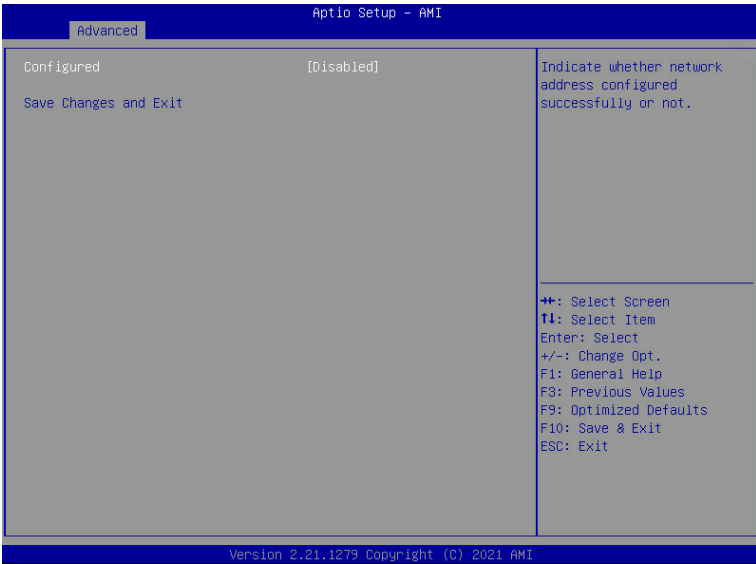 Aptio Setup – AMI
Advanced
Configured [Disabled]
Save Changes and Exit
Indicate whether network
address configured
successfully or not.
→←: Select Screen
↑↓: Select Item
Enter: Select
+/-: Change Opt.
F1: General Help
F3: Previous Values
F9: Optimized Defaults
F10: Save & Exit
ESC: Exit
Version 2.21.1279 Copyright (C) 2021 AMI